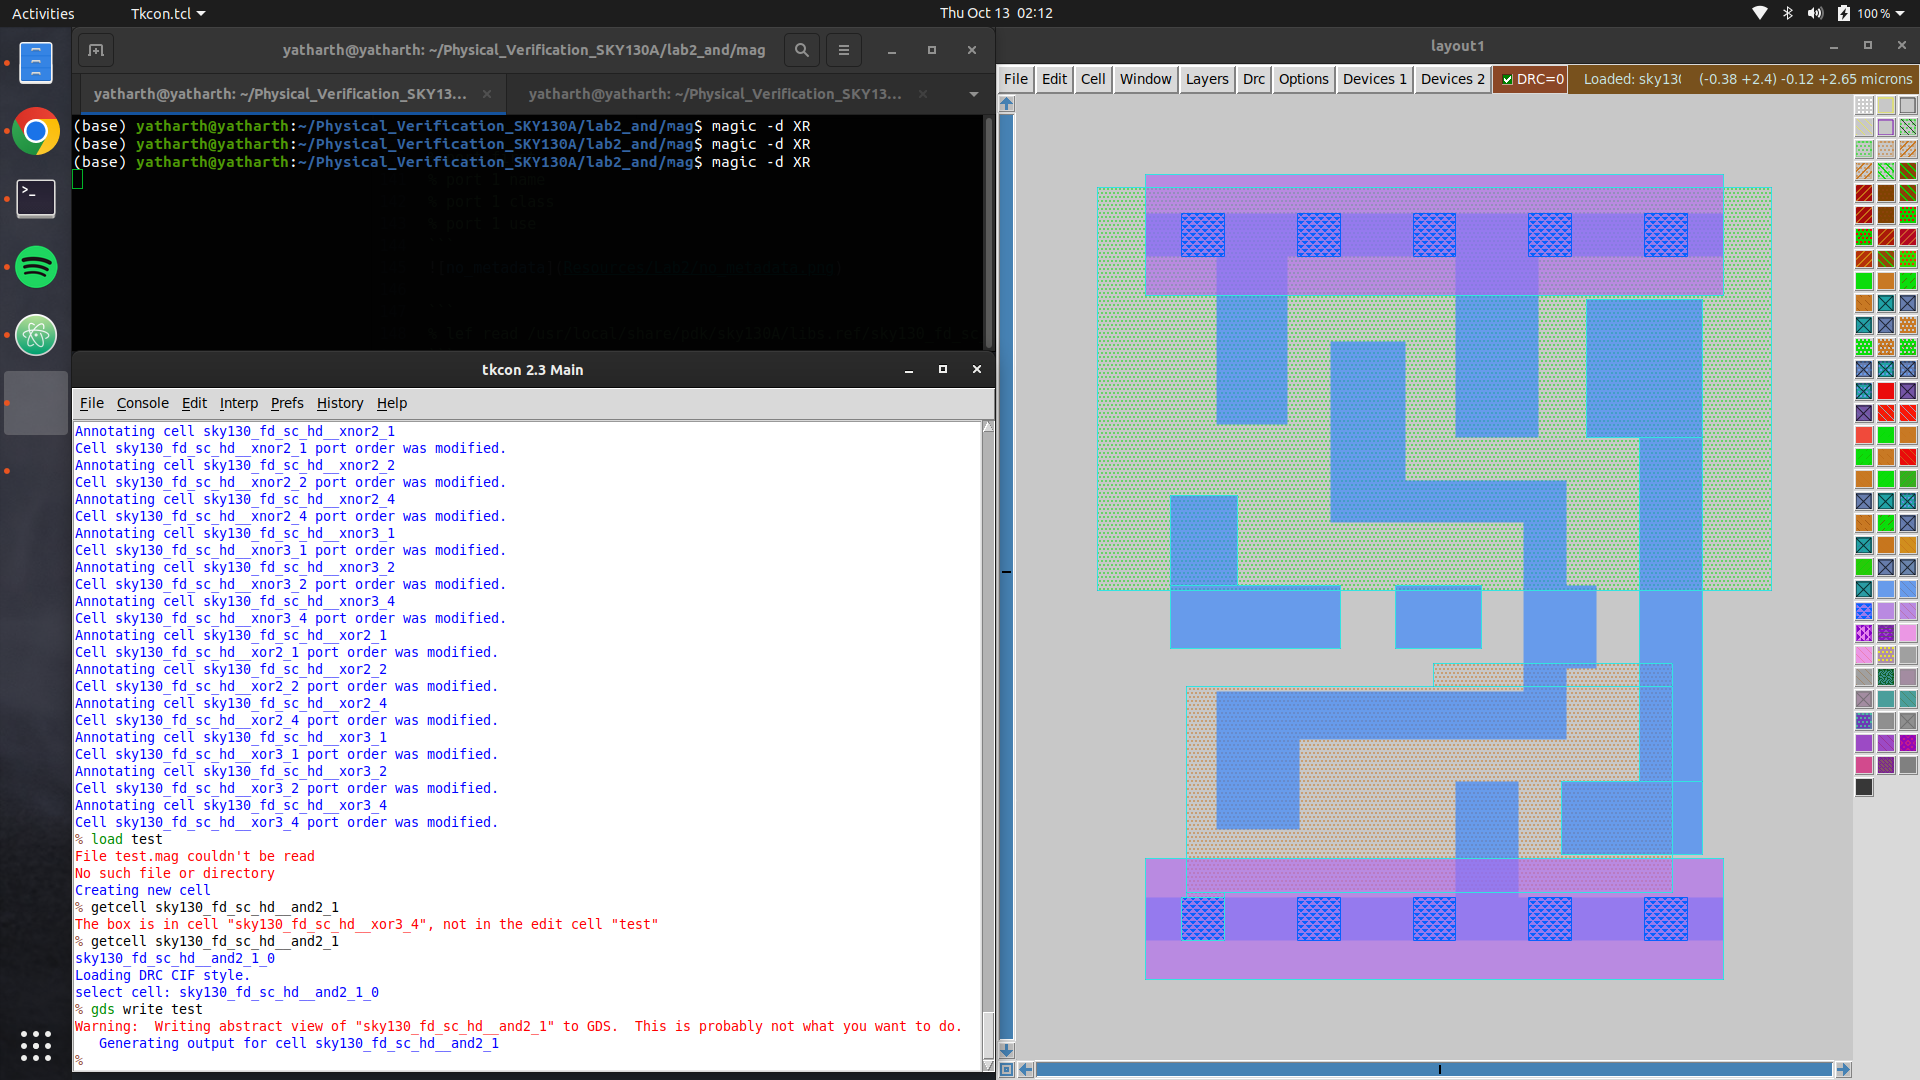 Activities
Tkcon.tcl
Thu Oct 13 02:12
100 %
yatharth@yatharth: ~/Physical_Verification_SKY130A/lab2_and/mag
yatharth@yatharth: ~/Physical_Verification_SKY13...
yatharth@yatharth: ~/Physical_Verification_SKY13...
(base) yatharth@yatharth:~/Physical_Verification_SKY130A/lab2_and/mag$ magic -d XR
(base) yatharth@yatharth:~/Physical_Verification_SKY130A/lab2_and/mag$ magic -d XR
(base) yatharth@yatharth:~/Physical_Verification_SKY130A/lab2_and/mag$ magic -d XR
% port 1 name
% port 1 class
% port 1 use
tkcon 2.3 Main
File Console Edit Interp Prefs History Help
Annotating cell sky130_fd_sc_hd__xnor2_1
Cell sky130_fd_sc_hd__xnor2_1 port order was modified.
Annotating cell sky130_fd_sc_hd__xnor2_2
Cell sky130_fd_sc_hd__xnor2_2 port order was modified.
Annotating cell sky130_fd_sc_hd__xnor2_4
Cell sky130_fd_sc_hd__xnor2_4 port order was modified.
Annotating cell sky130_fd_sc_hd__xnor3_1
Cell sky130_fd_sc_hd__xnor3_1 port order was modified.
Annotating cell sky130_fd_sc_hd__xnor3_2
Cell sky130_fd_sc_hd__xnor3_2 port order was modified.
Annotating cell sky130_fd_sc_hd__xnor3_4
Cell sky130_fd_sc_hd__xnor3_4 port order was modified.
Annotating cell sky130_fd_sc_hd__xor2_1
Cell sky130_fd_sc_hd__xor2_1 port order was modified.
Annotating cell sky130_fd_sc_hd__xor2_2
Cell sky130_fd_sc_hd__xor2_2 port order was modified.
Annotating cell sky130_fd_sc_hd__xor2_4
Cell sky130_fd_sc_hd__xor2_4 port order was modified.
Annotating cell sky130_fd_sc_hd__xor3_1
Cell sky130_fd_sc_hd__xor3_1 port order was modified.
Annotating cell sky130_fd_sc_hd__xor3_2
Cell sky130_fd_sc_hd__xor3_2 port order was modified.
Annotating cell sky130_fd_sc_hd__xor3_4
Cell sky130_fd_sc_hd__xor3_4 port order was modified.
% load test
File test.mag couldn't be read
No such file or directory
Creating new cell
% getcell sky130_fd_sc_hd__and2_1
The box is in cell "sky130_fd_sc_hd__xor3_4", not in the edit cell "test"
% getcell sky130_fd_sc_hd__and2_1
sky130_fd_sc_hd__and2_1_0
Loading DRC CIF style.
select cell: sky130_fd_sc_hd__and2_1_0
% gds write test
Warning:  Writing abstract view of "sky130_fd_sc_hd__and2_1" to GDS.  This is probably not what you want to do.
   Generating output for cell sky130_fd_sc_hd__and2_1
%
layout1
File Edit Cell Window Layers Drc Options Devices 1 Devices 2 DRC=0 Loaded: sky13( (-0.38 +2.4) -0.12 +2.65 microns